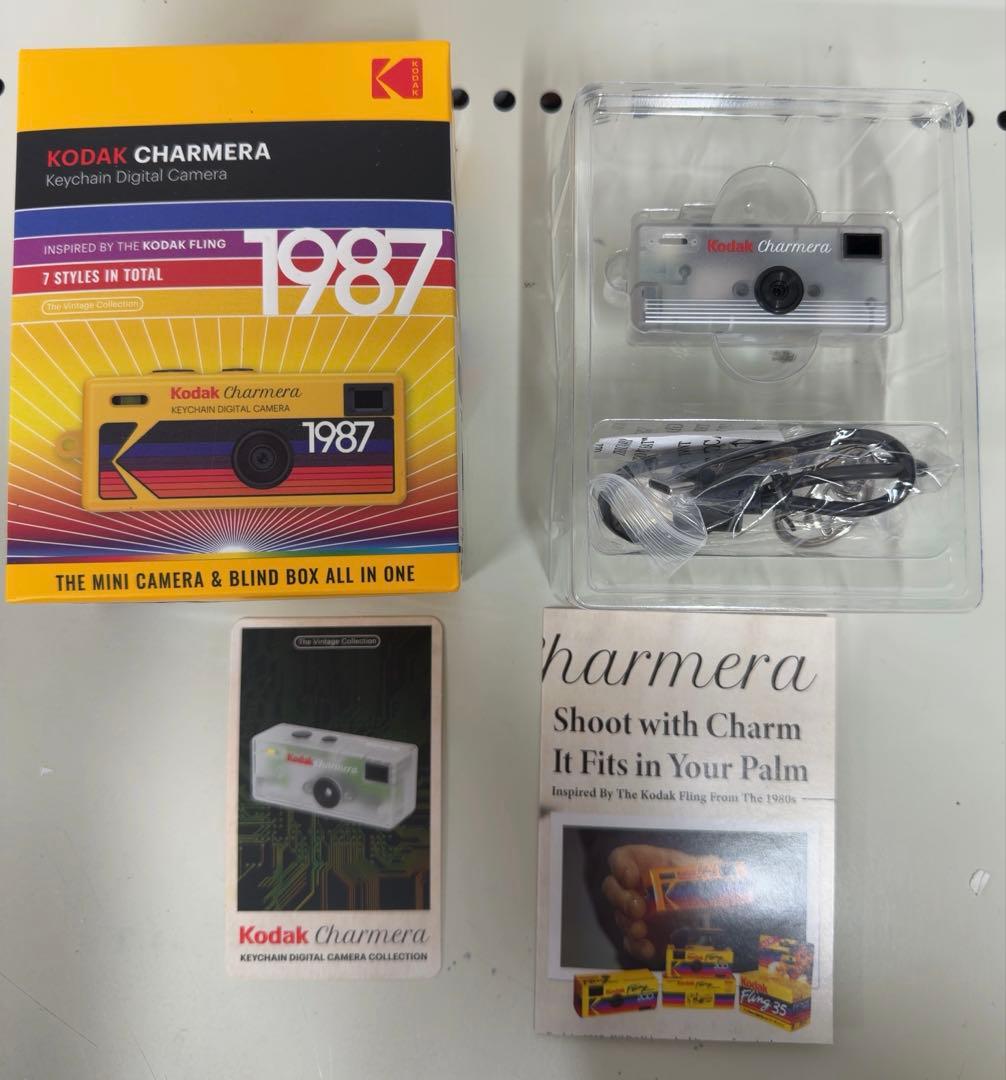 KODAK
KODAK CHARMERA
Keychain Digital Camera
INSPIRED BY THE KODAK FLING
1987
7 STYLES IN TOTAL
The Vintage Collection
Kodak Charmera
KEYCHAIN DIGITAL CAMERA
1987
THE MINI CAMERA & BLIND BOX ALL IN ONE
Kodak Charmera
The Vintage Collection
Kodak Charmera
Kodak Charmera
KEYCHAIN DIGITAL CAMERA COLLECTION
Charmera
Shoot with Charm
It Fits in Your Palm
Inspired By The Kodak Fling From The 1980s
Kodak
Fling 35